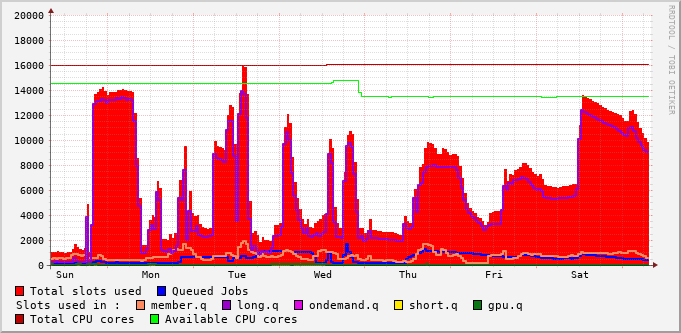 20000
18000
16000
14000
12000
10000
8000
6000
4000
2000
0
Sun Mon Tue Wed Thu Fri Sat
RRDTOOL / TOBI OETIKER
Total slots used Queued Jobs
Slots used in : member.q long.q ondemand.q short.q gpu.q
Total CPU cores Available CPU cores